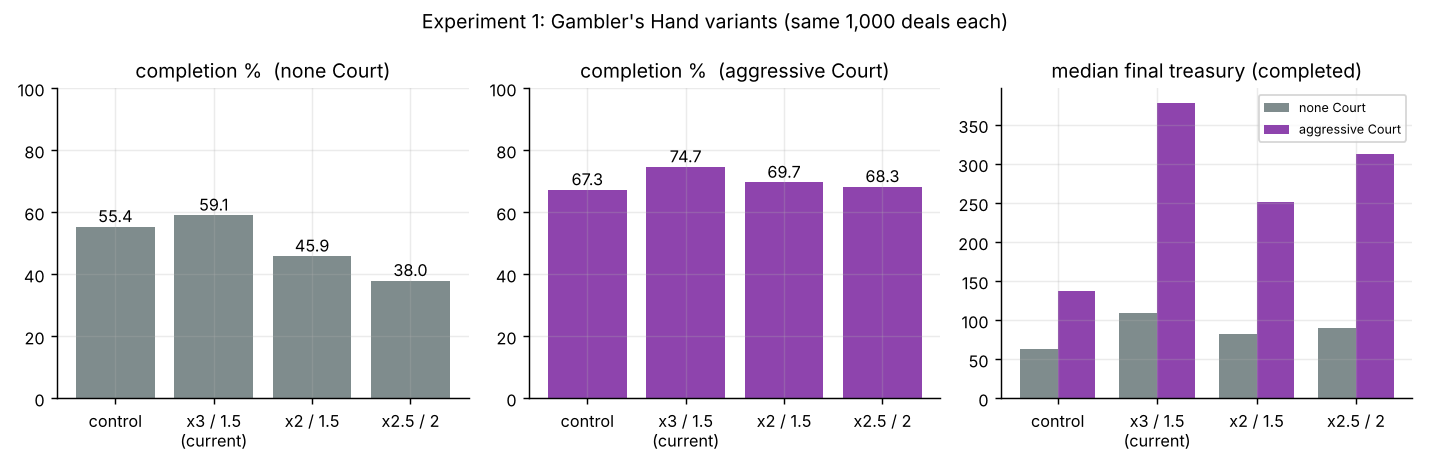 Experiment 1: Gambler's Hand variants (same 1,000 deals each)
completion %  (none Court)
100
80
60
40
20
0
55.4
59.1
45.9
38.0
control
x3 / 1.5
(current)
x2 / 1.5
x2.5 / 2
completion %  (aggressive Court)
100
80
60
40
20
0
67.3
74.7
69.7
68.3
control
x3 / 1.5
(current)
x2 / 1.5
x2.5 / 2
median final treasury (completed)
350
300
250
200
150
100
50
0
none Court
aggressive Court
control
x3 / 1.5
(current)
x2 / 1.5
x2.5 / 2